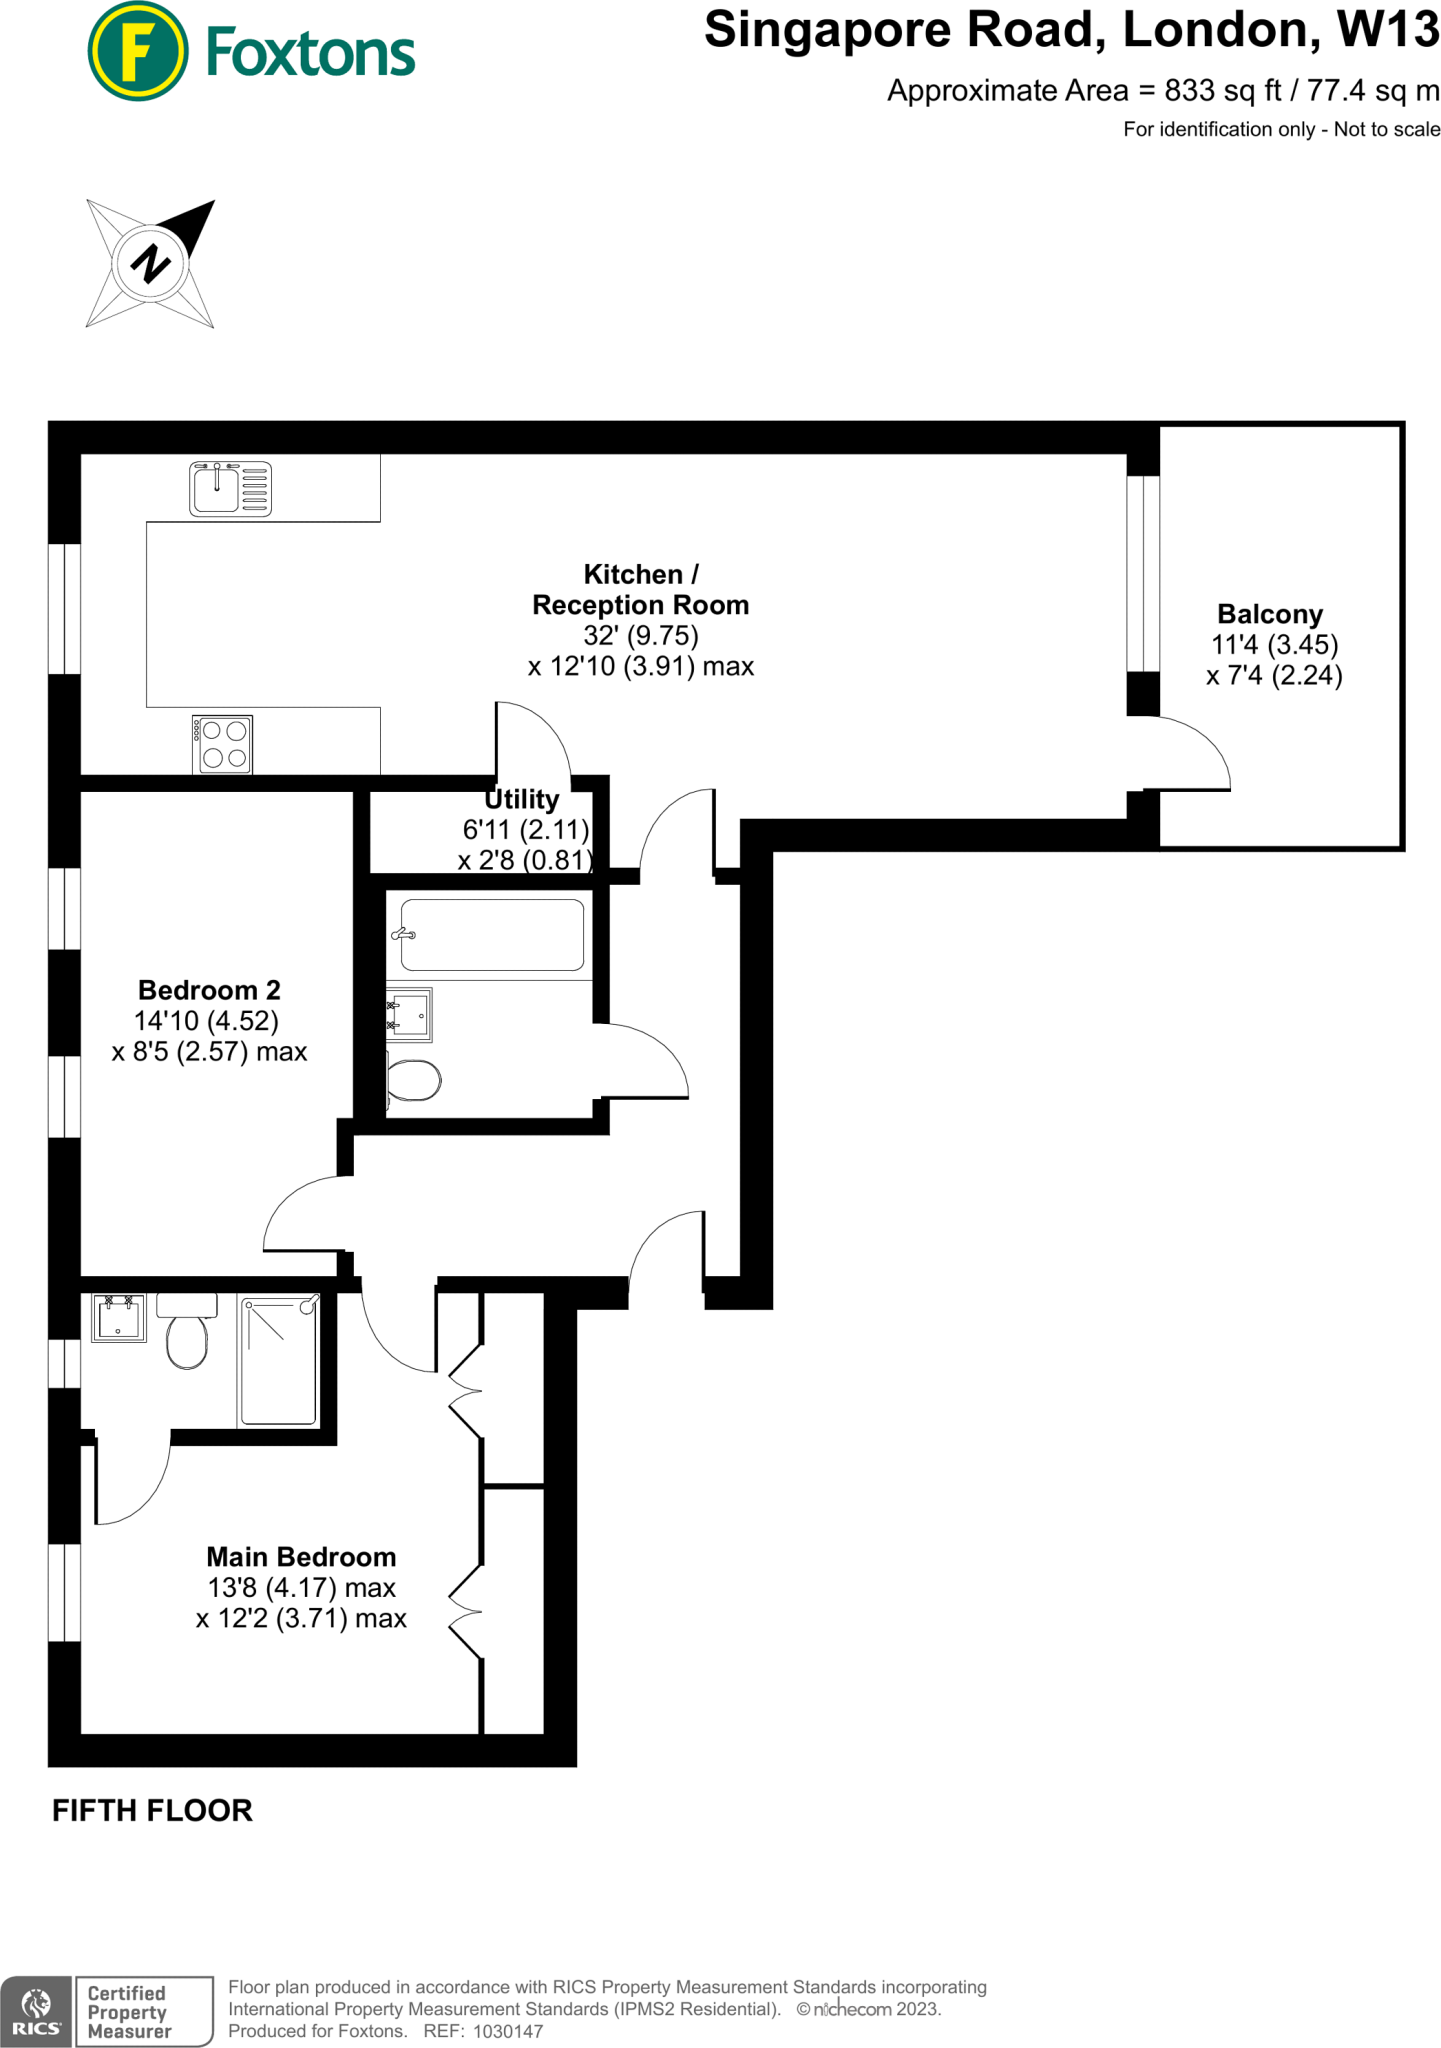 Foxtons
Singapore Road, London, W13
Approximate Area = 833 sq ft / 77.4 sq m
For identification only - Not to scale
N
Kitchen /
Reception Room
32' (9.75)
x 12'10 (3.91) max
Balcony
11'4 (3.45)
x 7'4 (2.24)
Utility
6'11 (2.11)
x 2'8 (0.81)
Bedroom 2
14'10 (4.52)
x 8'5 (2.57) max
Main Bedroom
13'8 (4.17) max
x 12'2 (3.71) max
FIFTH FLOOR
RICS
Certified
Property
Measurer
Floor plan produced in accordance with RICS Property Measurement Standards incorporating
International Property Measurement Standards (IPMS2 Residential). © nichecom 2023.
Produced for Foxtons. REF: 1030147